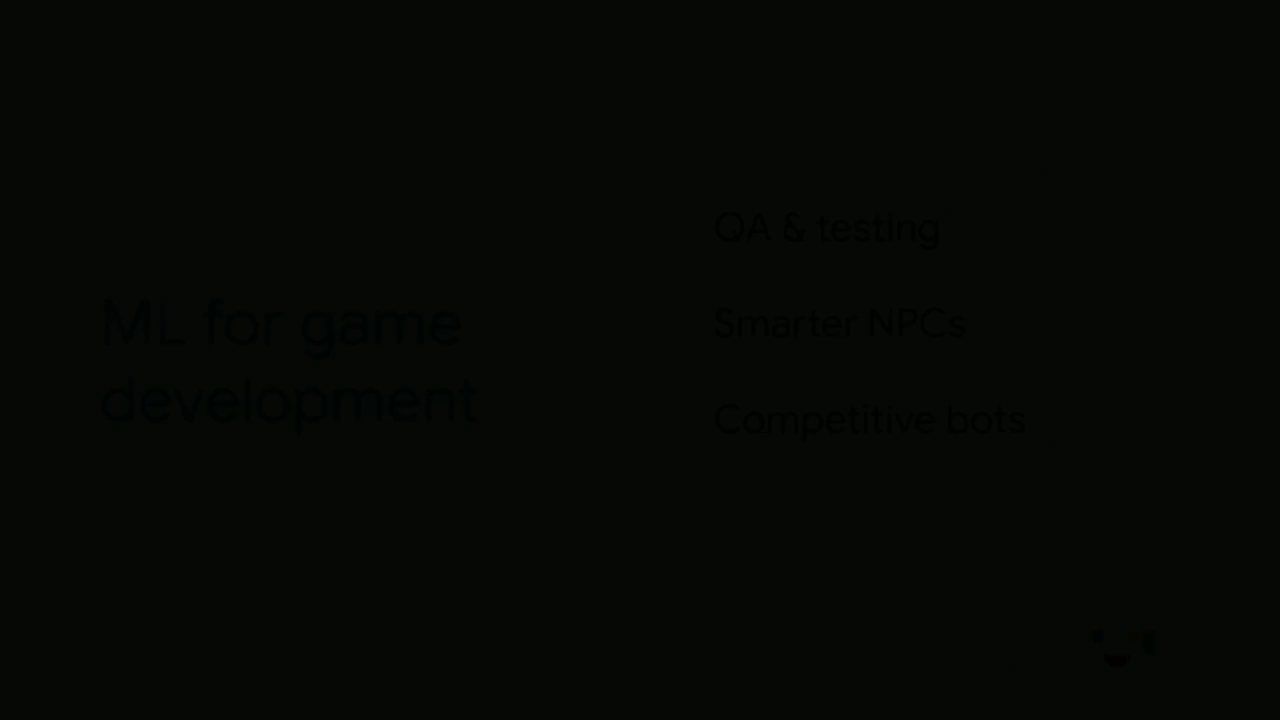 ML for game
development
QA & testing
Smarter NPCs
Competitive bots